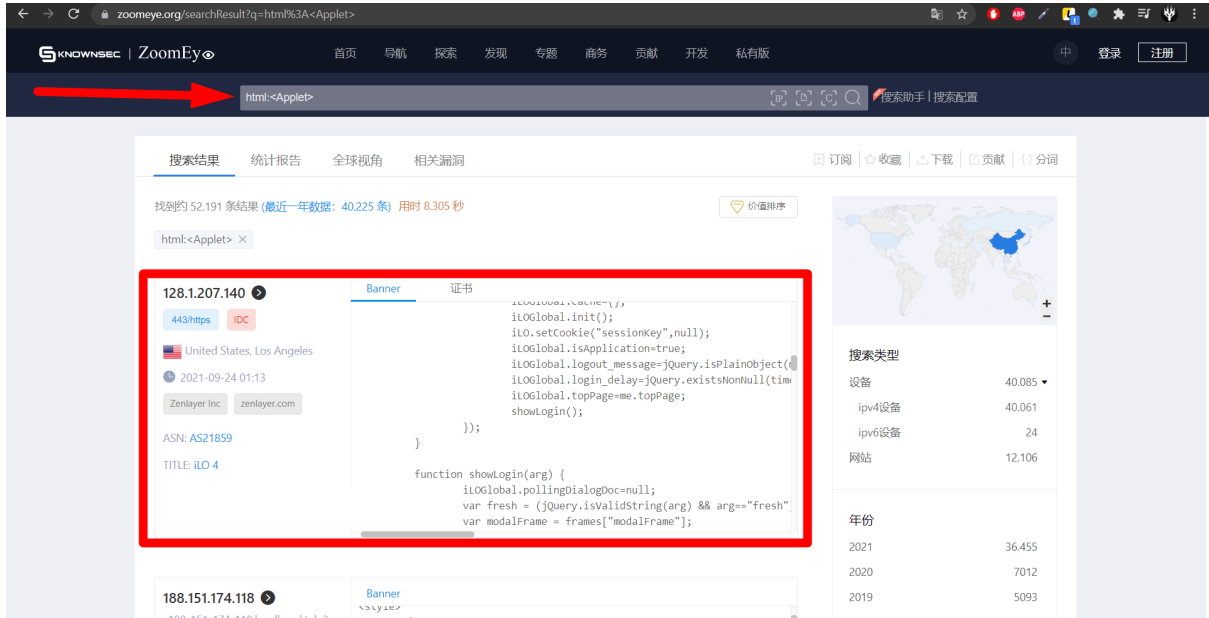 zoomeye.org/searchResult?q=html%3A<Applet>
KNOWNSEC | ZoomEye
首页 导航 探索 发现 专题 商务 贡献 开发 私有版
中 登录 注册
html:<Applet>
搜索助手 | 搜索配置
搜索结果 统计报告 全球视角 相关漏洞
订阅 收藏 下载 贡献 分词
找到约 52.191 条结果 (最近一年数据: 40.225 条) 用时 8.305 秒
价值排序
html:<Applet> ×
128.1.207.140
443/https IDC
United States, Los Angeles
2021-09-24 01:13
Zenlayer Inc zenlayer.com
ASN: AS21859
TITLE: iLO 4
Banner 证书
iLOGlobal.cache={};
iLOGlobal.init();
iLO.setCookie("sessionKey",null);
iLOGlobal.isApplication=true;
iLOGlobal.logout_message=jQuery.isPlainObject(
iLOGlobal.login_delay=jQuery.existsNonNull(tim
iLOGlobal.topPage=me.topPage;
showLogin();
});
}
function showLogin(arg) {
iLOGlobal.pollingDialogDoc=null;
var fresh = (jQuery.isValidString(arg) && arg=="fresh"
var modalFrame = frames["modalFrame"];
188.151.174.118
Banner
<style>
+
−
搜索类型
设备 40.085
ipv4设备 40.061
ipv6设备 24
网站 12.106
年份
2021 36.455
2020 7012
2019 5093